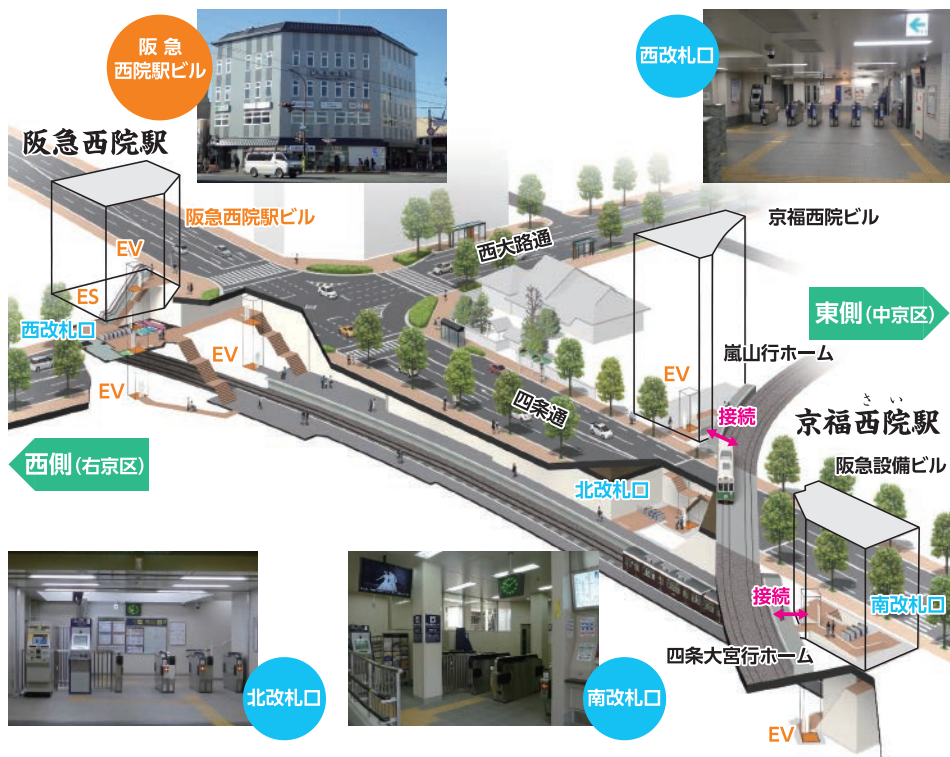 阪急
西院駅ビル
西改札口
阪急西院駅
阪急西院駅ビル
西大路通
京福西院ビル
EV
ES
東側(中京区)
西改札口
EV
嵐山行ホーム
EV
EV
四条通
接続
さい
京福西院駅
西側(右京区)
阪急設備ビル
北改札口
接続
南改札口
四条大宮行ホーム
北改札口
南改札口
EV